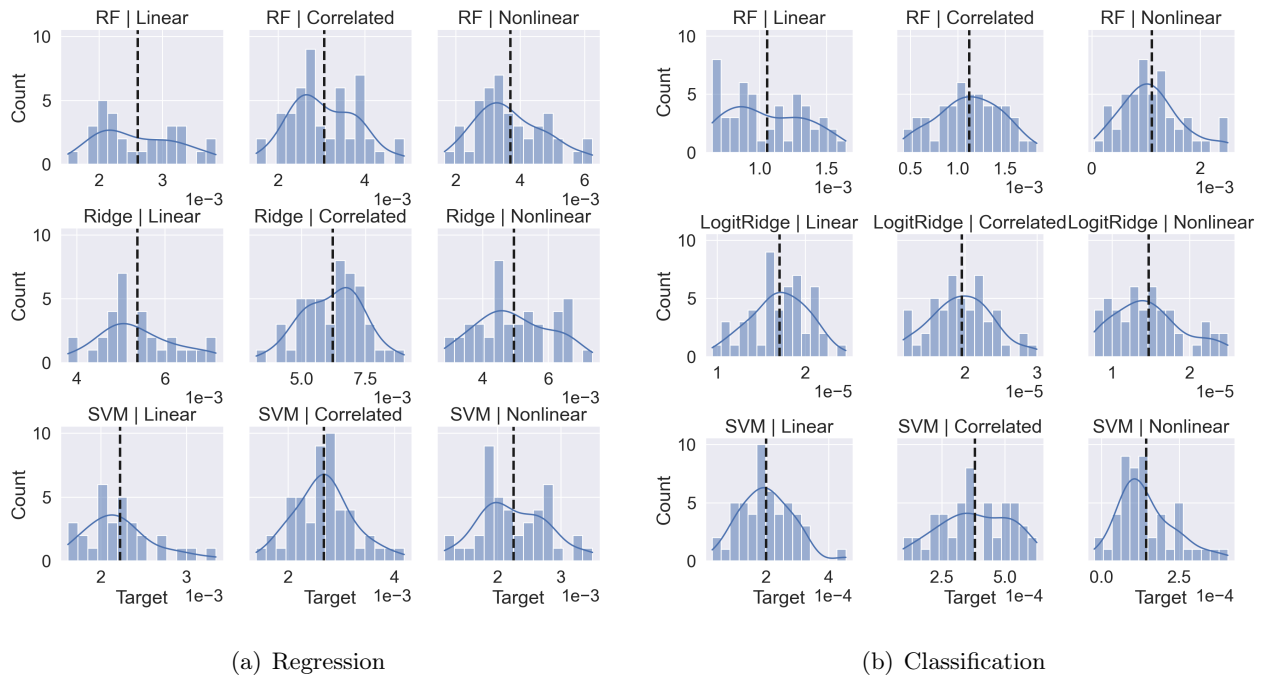 RF | Linear
RF | Correlated
RF | Nonlinear
10
5
0
Count
2
3
1e−3
2
4
1e−3
2
4
6
1e−3
Ridge | Linear
Ridge | Correlated
Ridge | Nonlinear
10
5
0
Count
4
6
1e−3
5.0
7.5
1e−3
4
6
1e−3
SVM | Linear
SVM | Correlated
SVM | Nonlinear
10
5
0
Count
2
3
Target
1e−3
2
4
Target
1e−3
2
3
Target
1e−3
(a) Regression
RF | Linear
RF | Correlated
RF | Nonlinear
10
5
0
Count
1.0
1.5
1e−3
0.5
1.0
1.5
1e−3
0
2
1e−3
LogitRidge | Linear
LogitRidge | Correlated
LogitRidge | Nonlinear
10
5
0
Count
1
2
1e−5
2
3
1e−5
1
2
1e−5
SVM | Linear
SVM | Correlated
SVM | Nonlinear
10
5
0
Count
2
4
Target
1e−4
2.5
5.0
Target
1e−4
0.0
2.5
Target
1e−4
(b) Classification